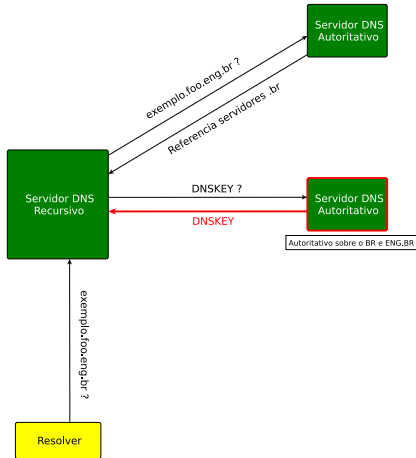 Servidor DNS
Autoritativo
exemplo.foo.eng.br ?
Referencia servidores .br
Servidor DNS
Recursivo
DNSKEY ?
DNSKEY
Servidor DNS
Autoritativo
Autoritativo sobre o BR e ENG.BR
exemplo.foo.eng.br ?
Resolver